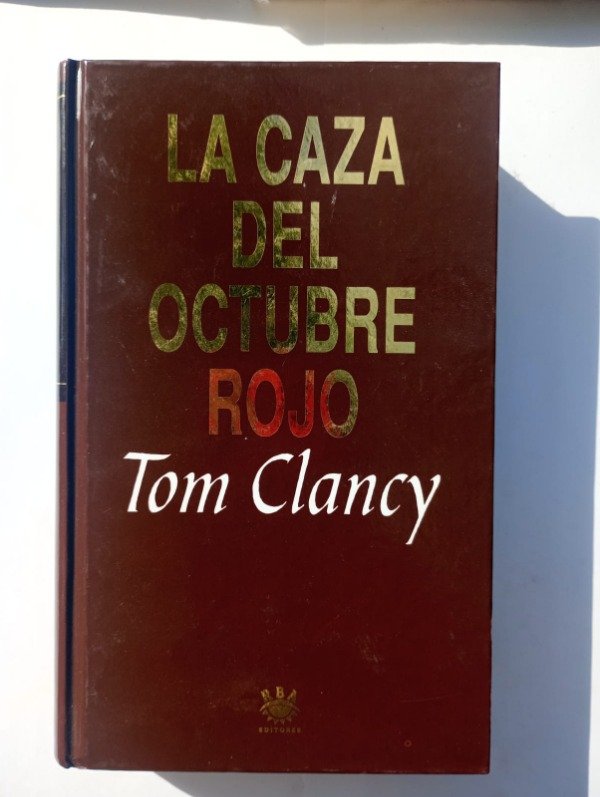 LA CAZA
DEL
OCTUBRE
ROJO
Tom Clancy
RBA
EDITORES